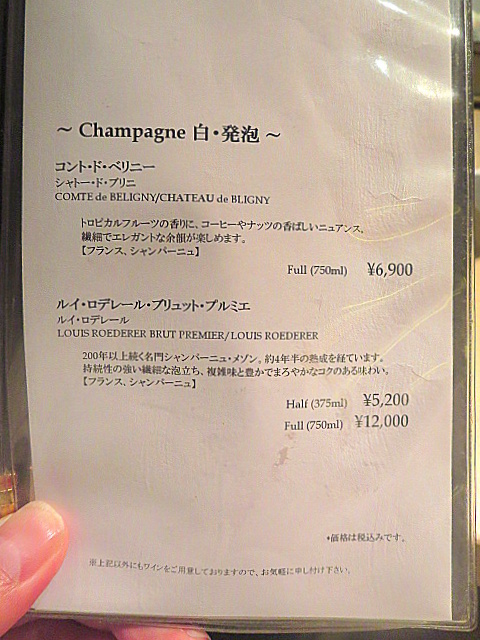 ～ Champagne 白・発泡 ～
コント・ド・ベリニー
シャトー・ド・ブリニ
COMTE de BELIGNY/CHATEAU de BLIGNY
トロピカルフルーツの香りに、コーヒーやナッツの香ばしいニュアンス、
繊細でエレガントな余韻が楽しめます。
【フランス、シャンパーニュ】
Full (750ml) ¥6,900
ルイ・ロデレール・ブリュット・プルミエ
ルイ・ロデレール
LOUIS ROEDERER BRUT PREMIER/LOUIS ROEDERER
200年以上続く名門シャンパーニュ・メゾン。約4年半の熟成を経ています。
持続性の強い繊細な泡立ち、複雑味と豊かでまろやかなコクのある味わい。
【フランス、シャンパーニュ】
Half (375ml) ¥5,200
Full (750ml) ¥12,000
*価格は税込みです。
※上記以外にもワインをご用意しておりますので、お気軽に申し付け下さい。